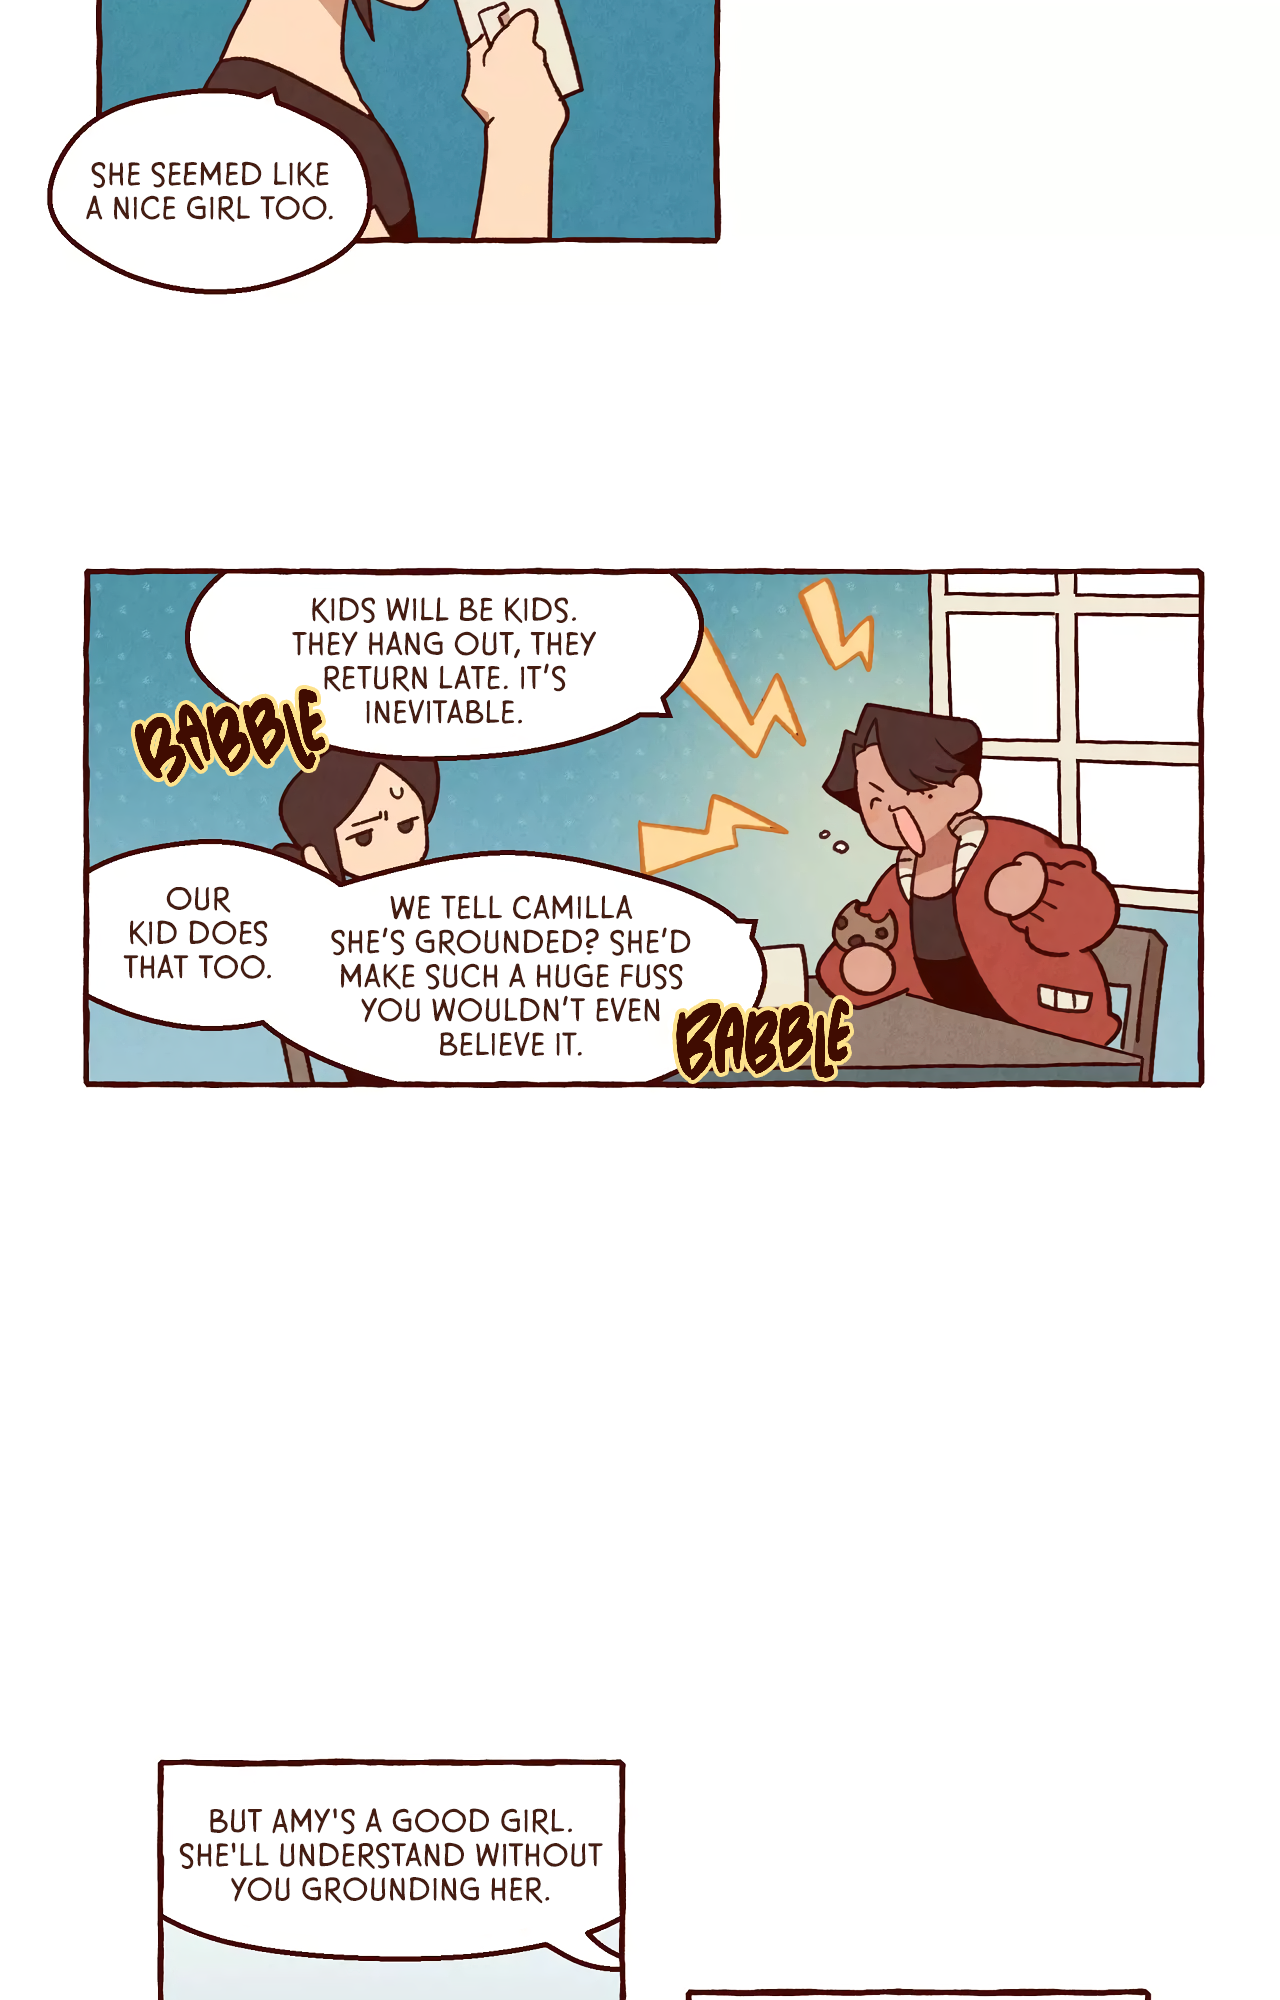 SHE SEEMED LIKE
A NICE GIRL TOO.
KIDS WILL BE KIDS.
THEY HANG OUT, THEY
RETURN LATE. IT'S
INEVITABLE.
BABBLE
OUR
KID DOES
THAT TOO.
WE TELL CAMILLA
SHE'S GROUNDED? SHE'D
MAKE SUCH A HUGE FUSS
YOU WOULDN'T EVEN
BELIEVE IT.
BABBLE
BUT AMY'S A GOOD GIRL.
SHE'LL UNDERSTAND WITHOUT
YOU GROUNDING HER.